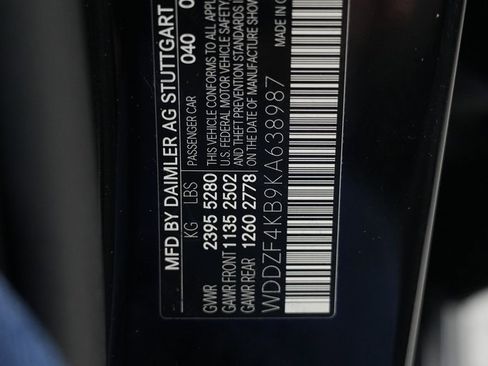 MFD BY DAIMLER AG STUTTGART
KG LBS PASSENGER CAR 040
GVWR 2395 5280 THIS VEHICLE CONFORMS TO ALL APPL
GAWR FRONT 1135 2502 U.S. FEDERAL MOTOR VEHICLE SAFETY
GAWR REAR 1260 2778 AND THEFT PREVENTION STANDARDS
ON THE DATE OF MANUFACTURE SHOW
WDDZF4KB9KA638987 MADE IN